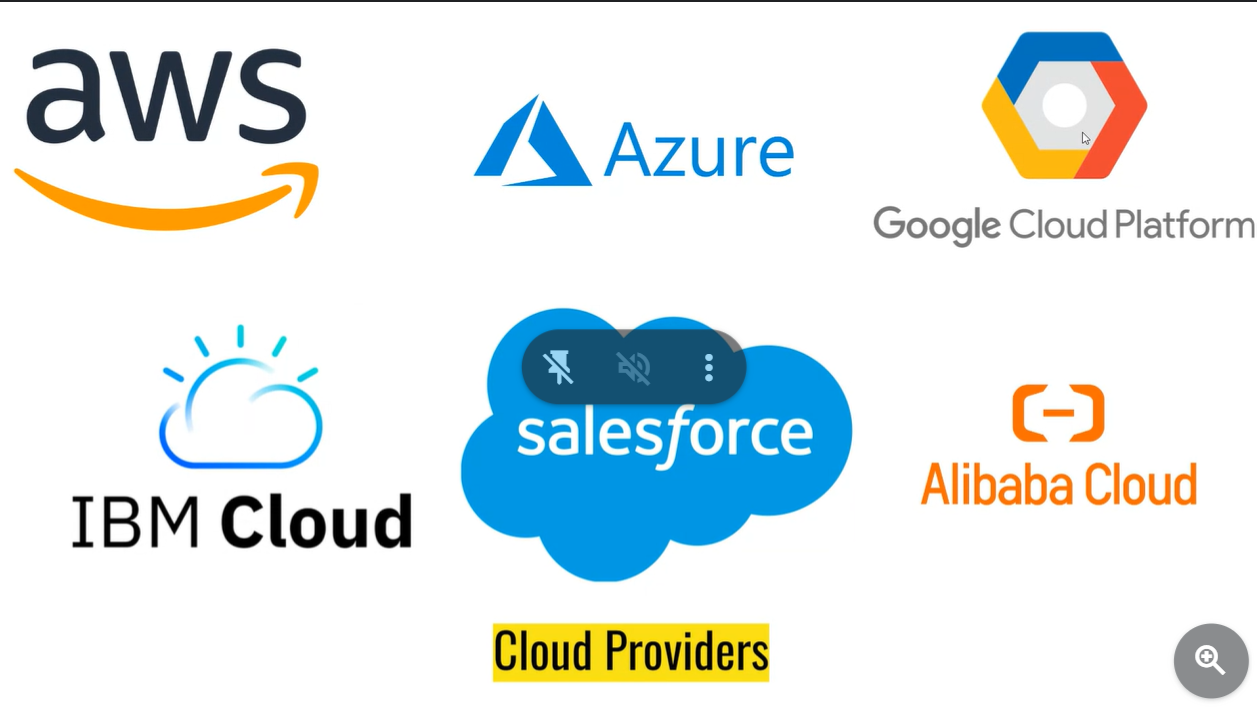 aws
Azure
Google Cloud Platform
IBM Cloud
salesforce
Alibaba Cloud
Cloud Providers